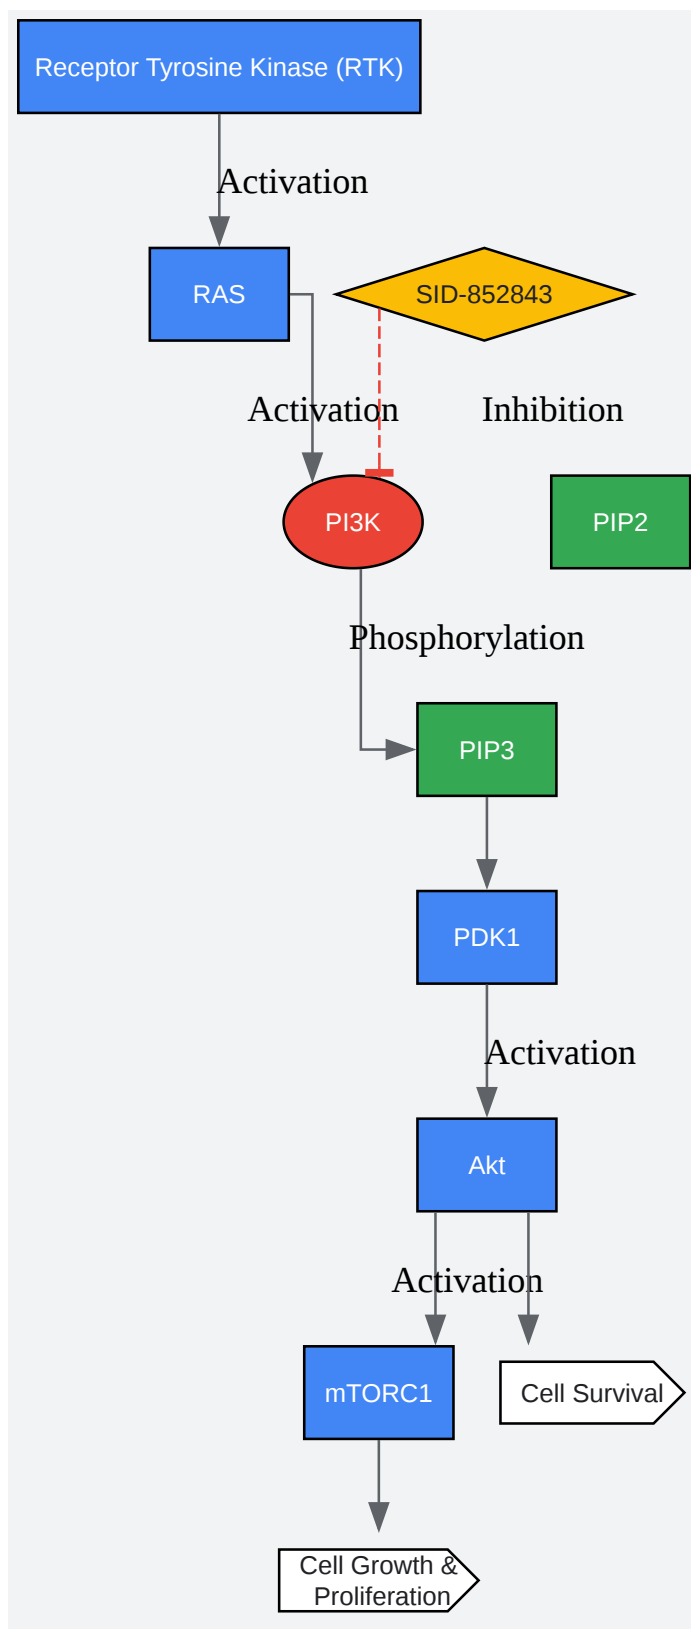 Receptor Tyrosine Kinase (RTK)
Activation
RAS
SID-852843
Activation
Inhibition
PI3K
PIP2
Phosphorylation
PIP3
PDK1
Activation
Akt
Activation
mTORC1
Cell Survival
Cell Growth &
Proliferation